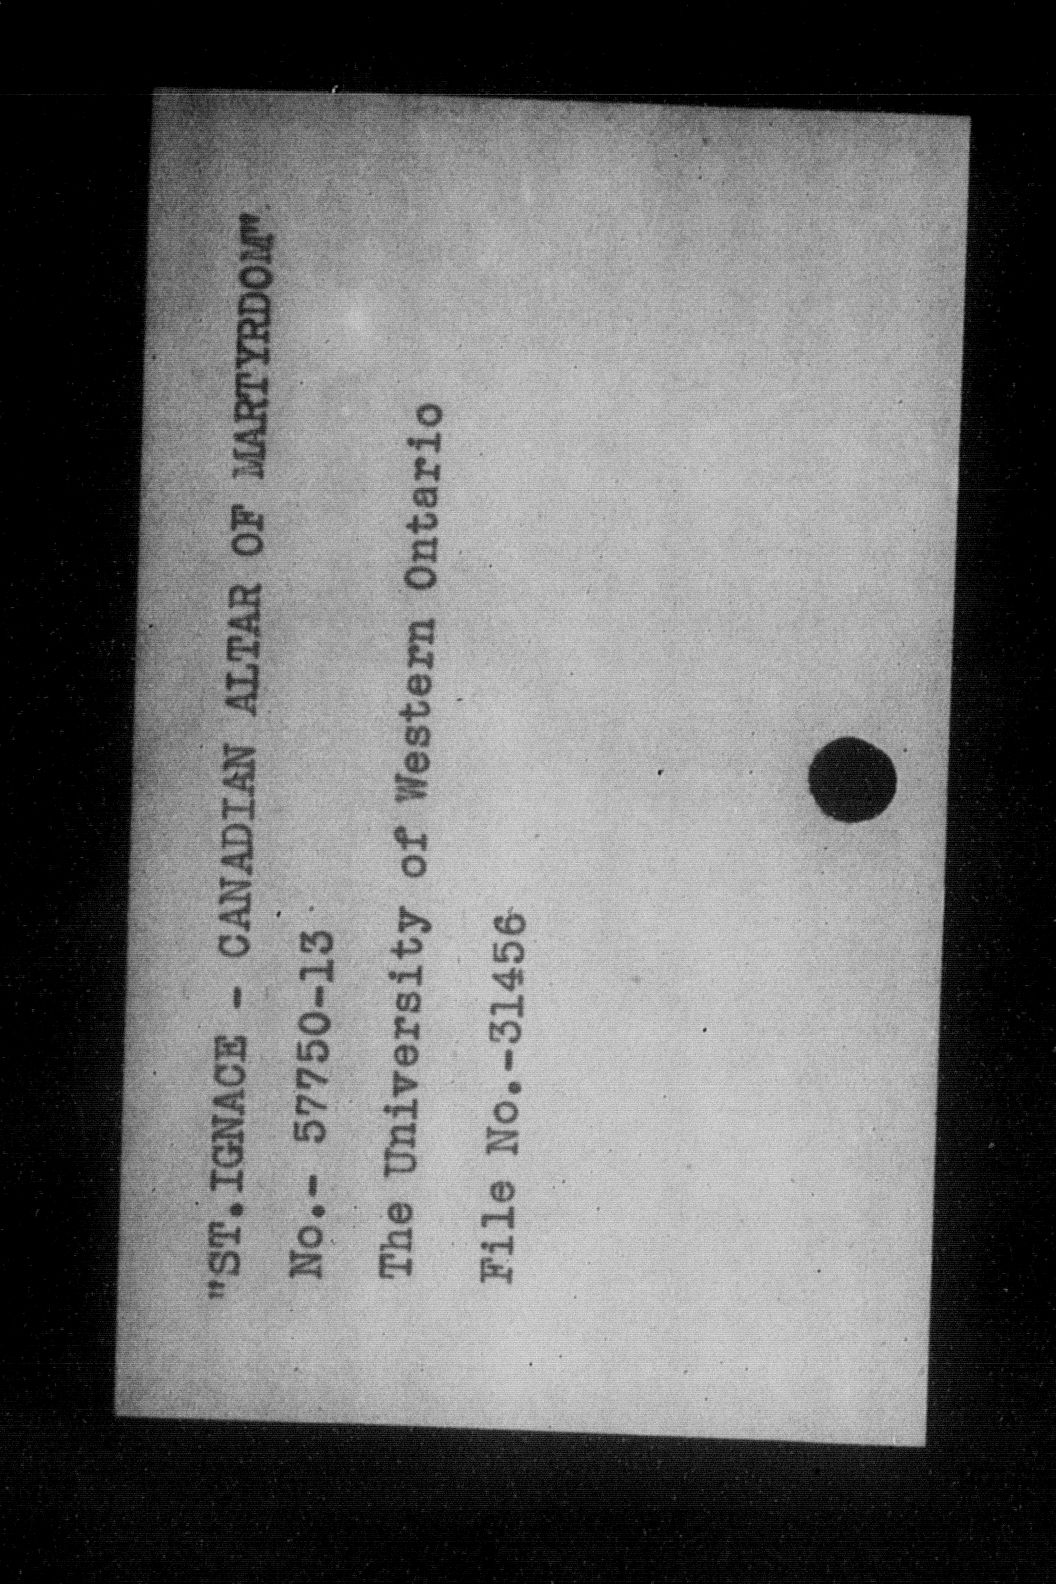 "ST.IGNACE - CANADIAN ALTAR OF MARTYRDOM"
No.- 57750-13
The University of Western Ontario
File No.-31456